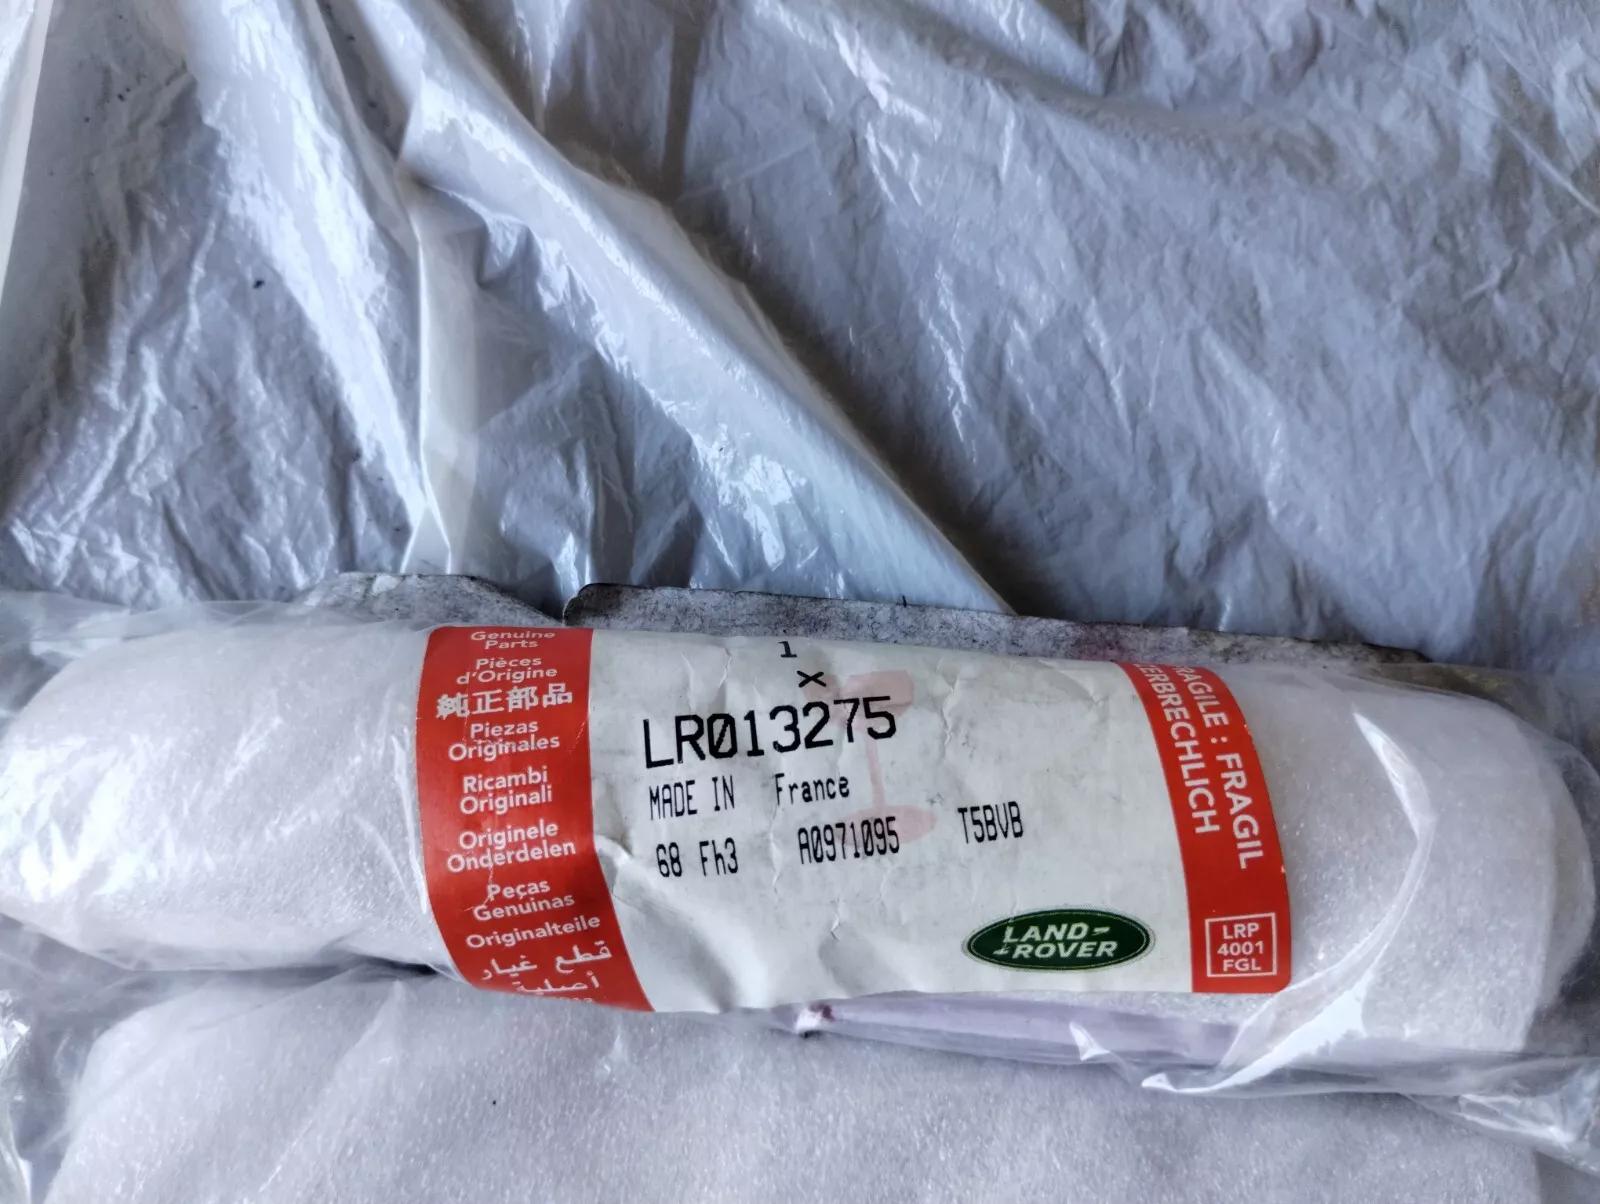 Genuine
Parts
Pièces
d'Origine
純正部品
Piezas
Originales
Ricambi
Originali
Originele
Onderdelen
Peças
Genuinas
Originalteile
قطع غيار
أصلية
1
x
LR013275
MADE IN France
68 Fh3 A0971095 T5BVB
LAND-
ROVER
FRAGILE : FRAGIL
ZERBRECHLICH
LRP
4001
FGL